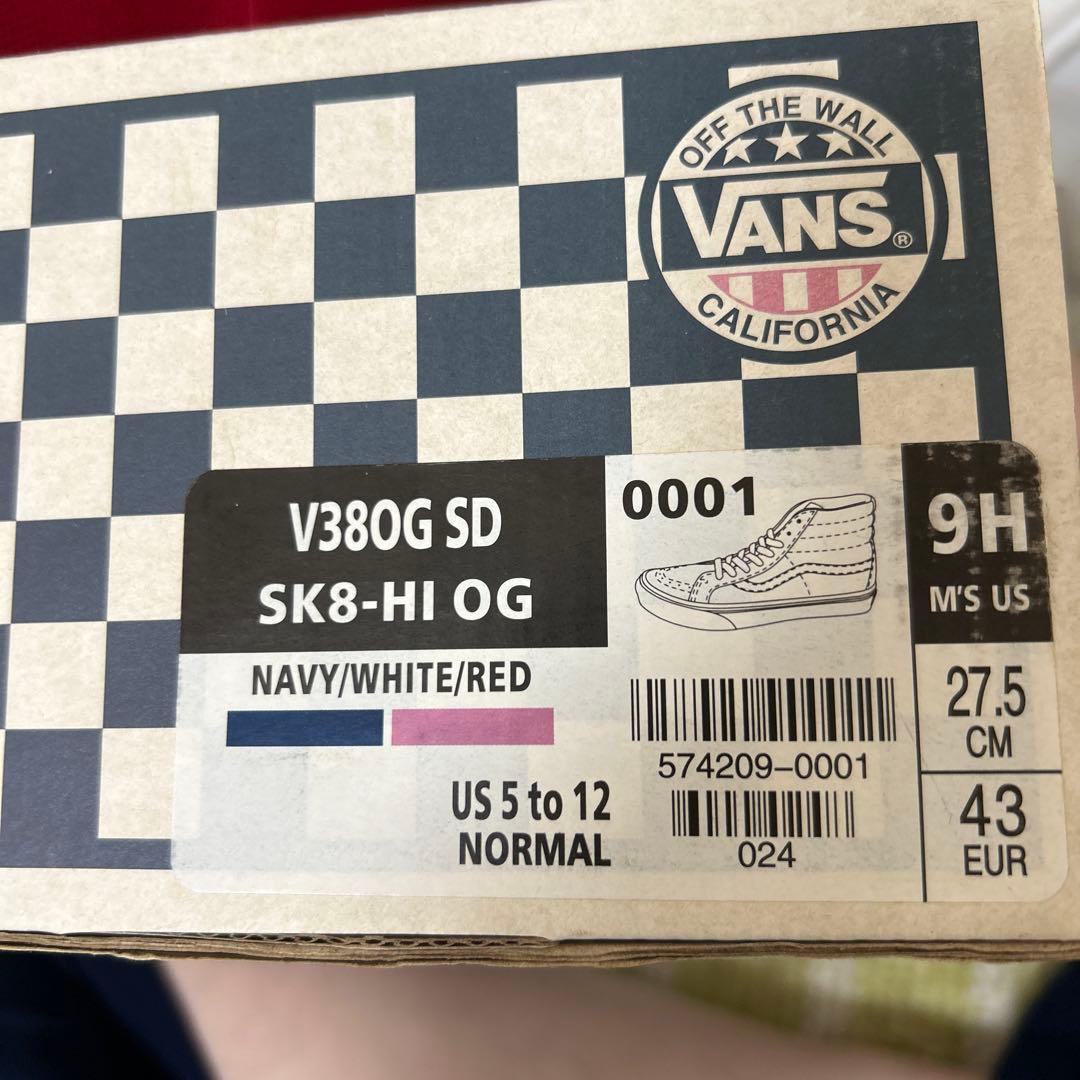 OFF THE WALL
VANS®
CALIFORNIA
V38OG SD
SK8-HI OG
NAVY/WHITE/RED
US 5 to 12
NORMAL
0001
574209-0001
024
9H
M'S US
27.5
CM
43
EUR